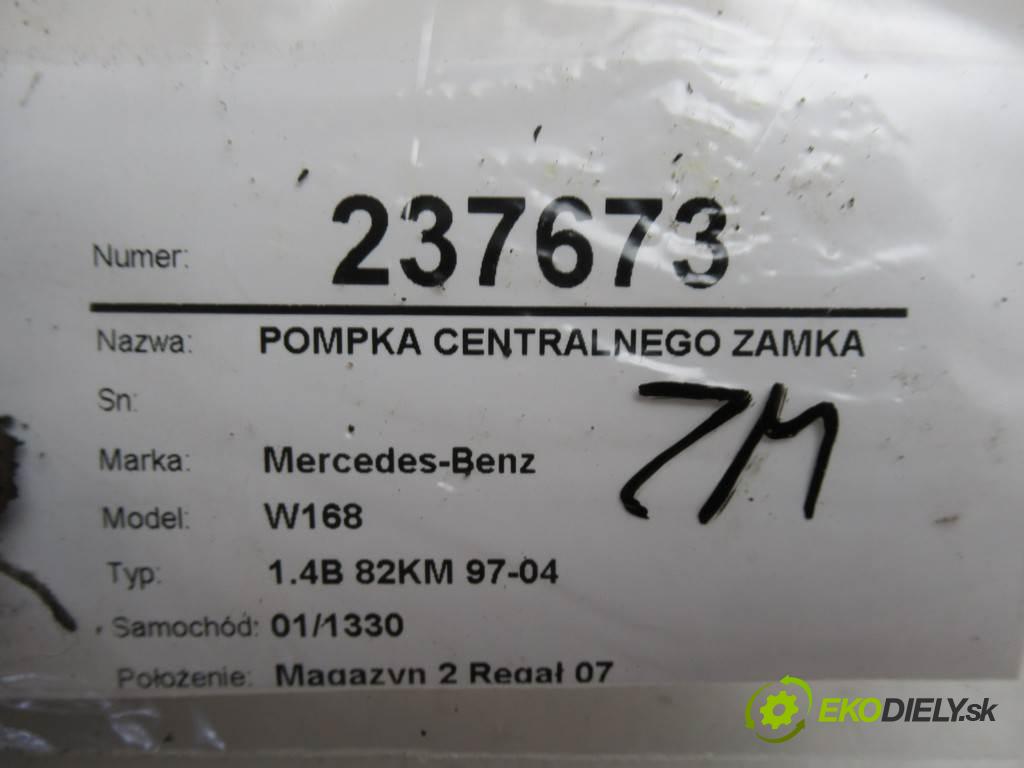 Numer: 237673
Nazwa: POMPKA CENTRALNEGO ZAMKA
Sn:
Marka: Mercedes-Benz
Model: W168
Typ: 1.4B 82KM 97-04
Samochód: 01/1330
Położenie: Magazyn 2 Regał 07
ZM
EKODIELY.sk